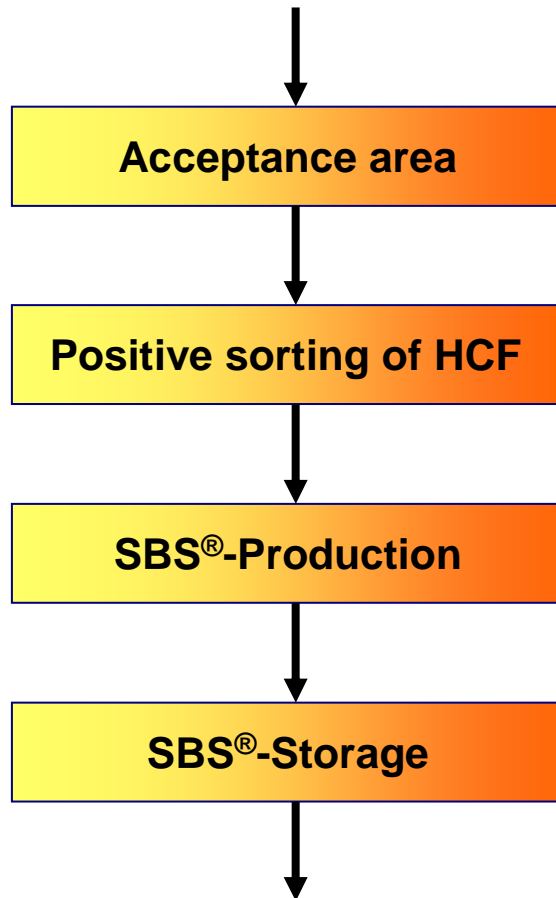 Acceptance area
Positive sorting of HCF
SBS®-Production
SBS®-Storage